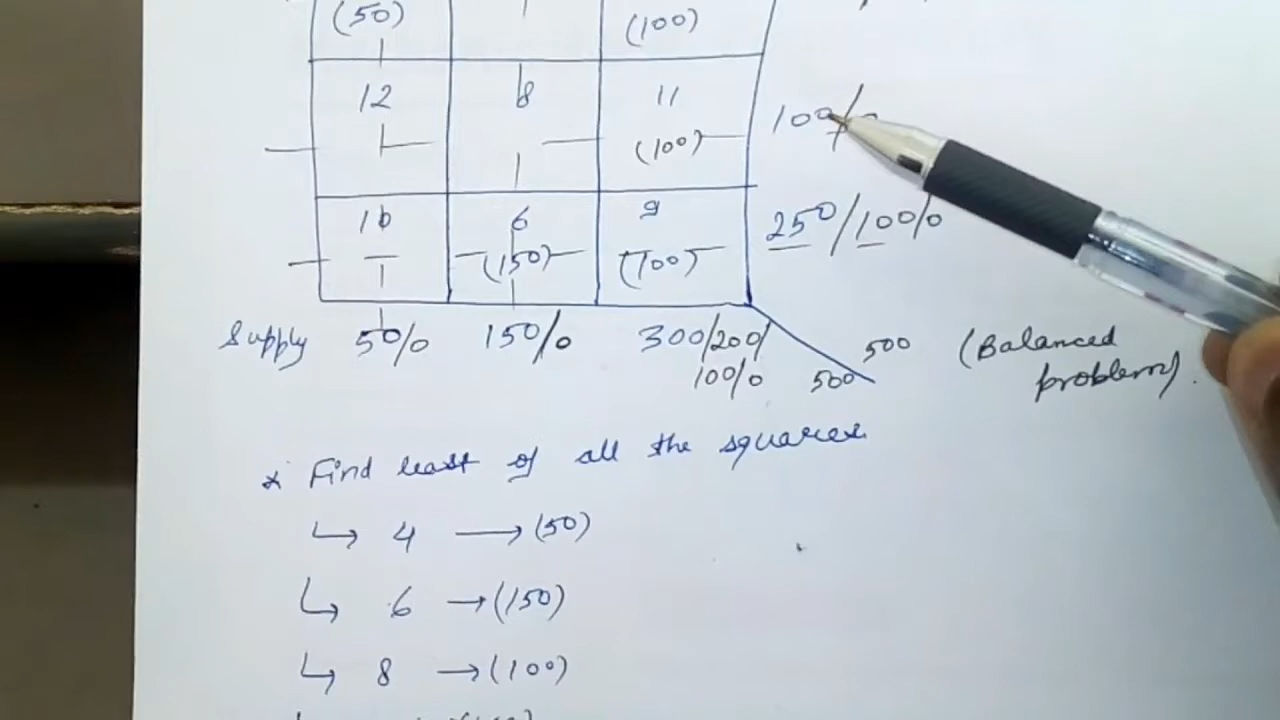 (50) (100)
12 8 11 100/0
(100)
16 6 9 250/100/0
(150) (100)
Supply 50/0 150/0 300/200/ 500 (Balanced
100/0 500 problem).
* Find least of all the squares
↳ 4 → (50)
↳ 6 → (150)
↳ 8 → (100)